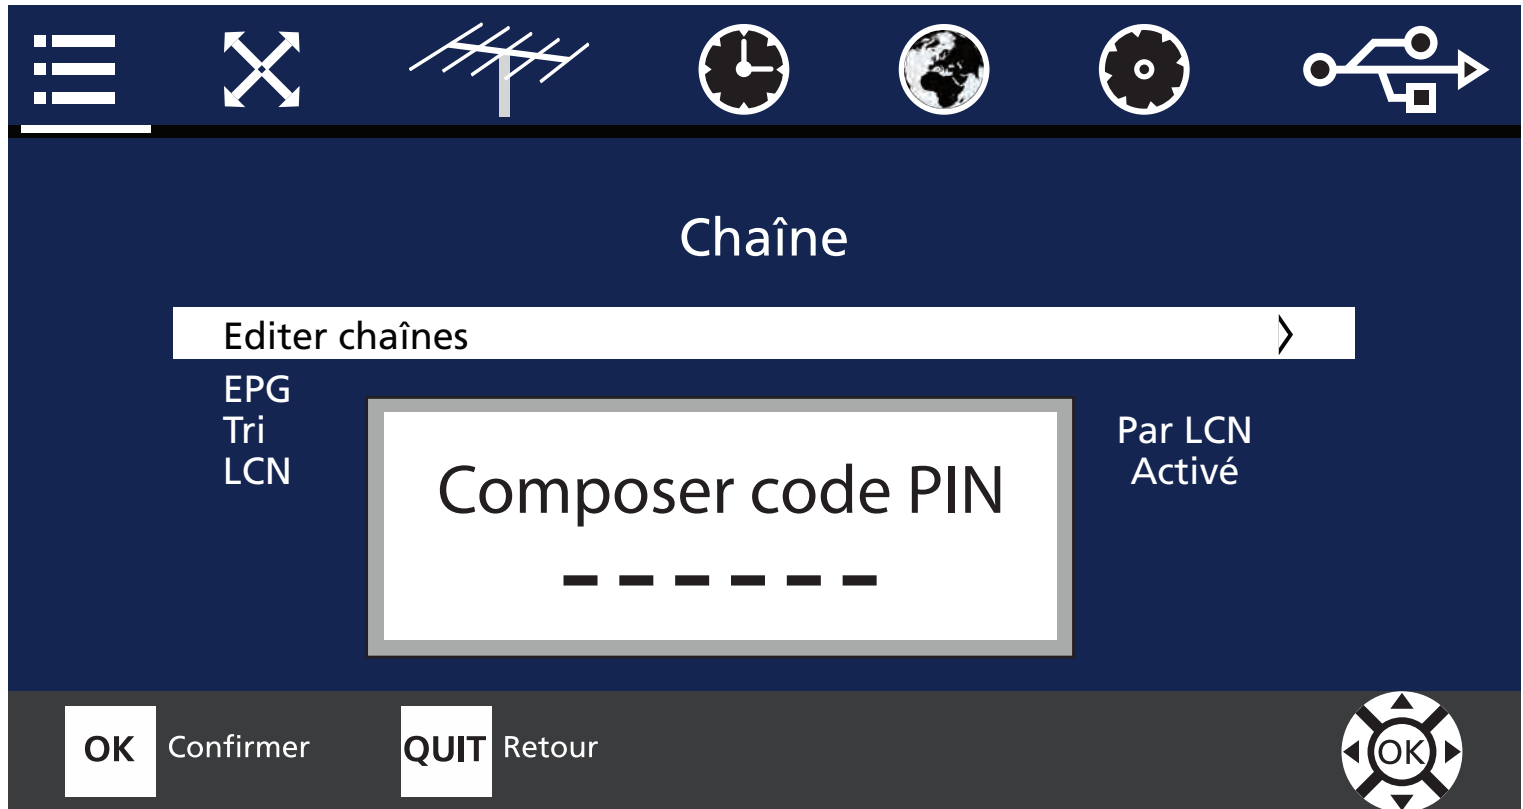 Chaîne
Editer chaînes
EPG
Tri Par LCN
LCN Activé
Composer code PIN
OK Confirmer QUIT Retour OK